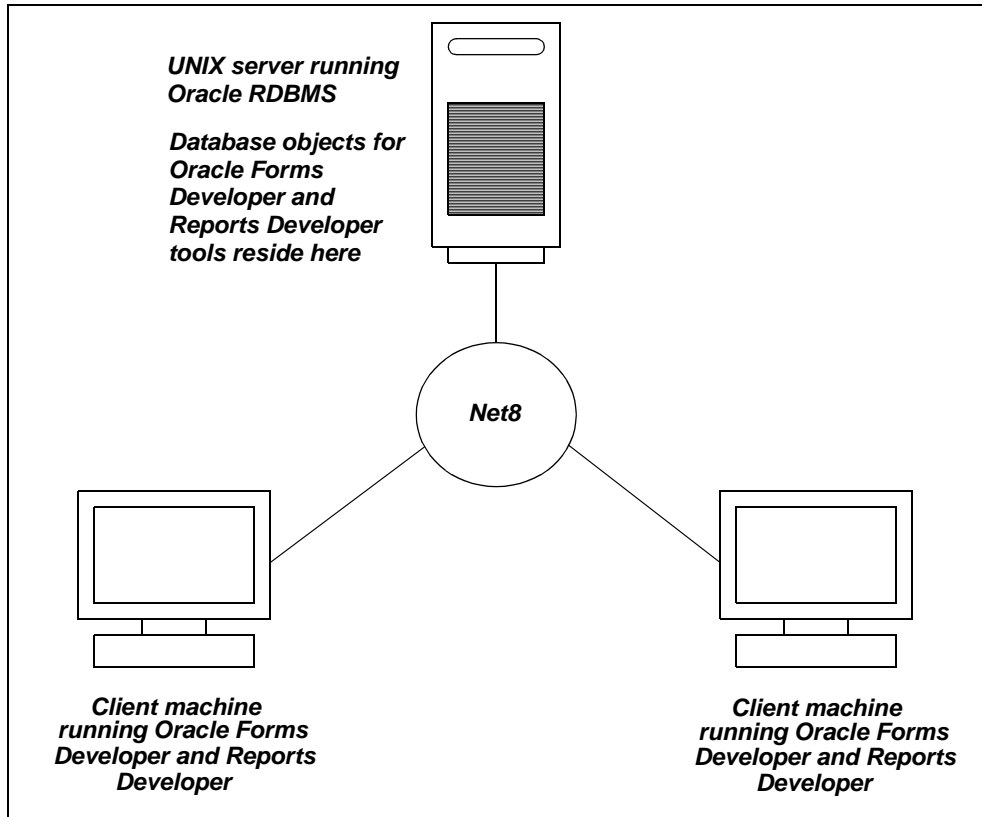 UNIX server running
Oracle RDBMS
Database objects for
Oracle Forms
Developer and
Reports Developer
tools reside here
Net8
Client machine
running Oracle Forms
Developer and Reports
Developer
Client machine
running Oracle Forms
Developer and Reports
Developer